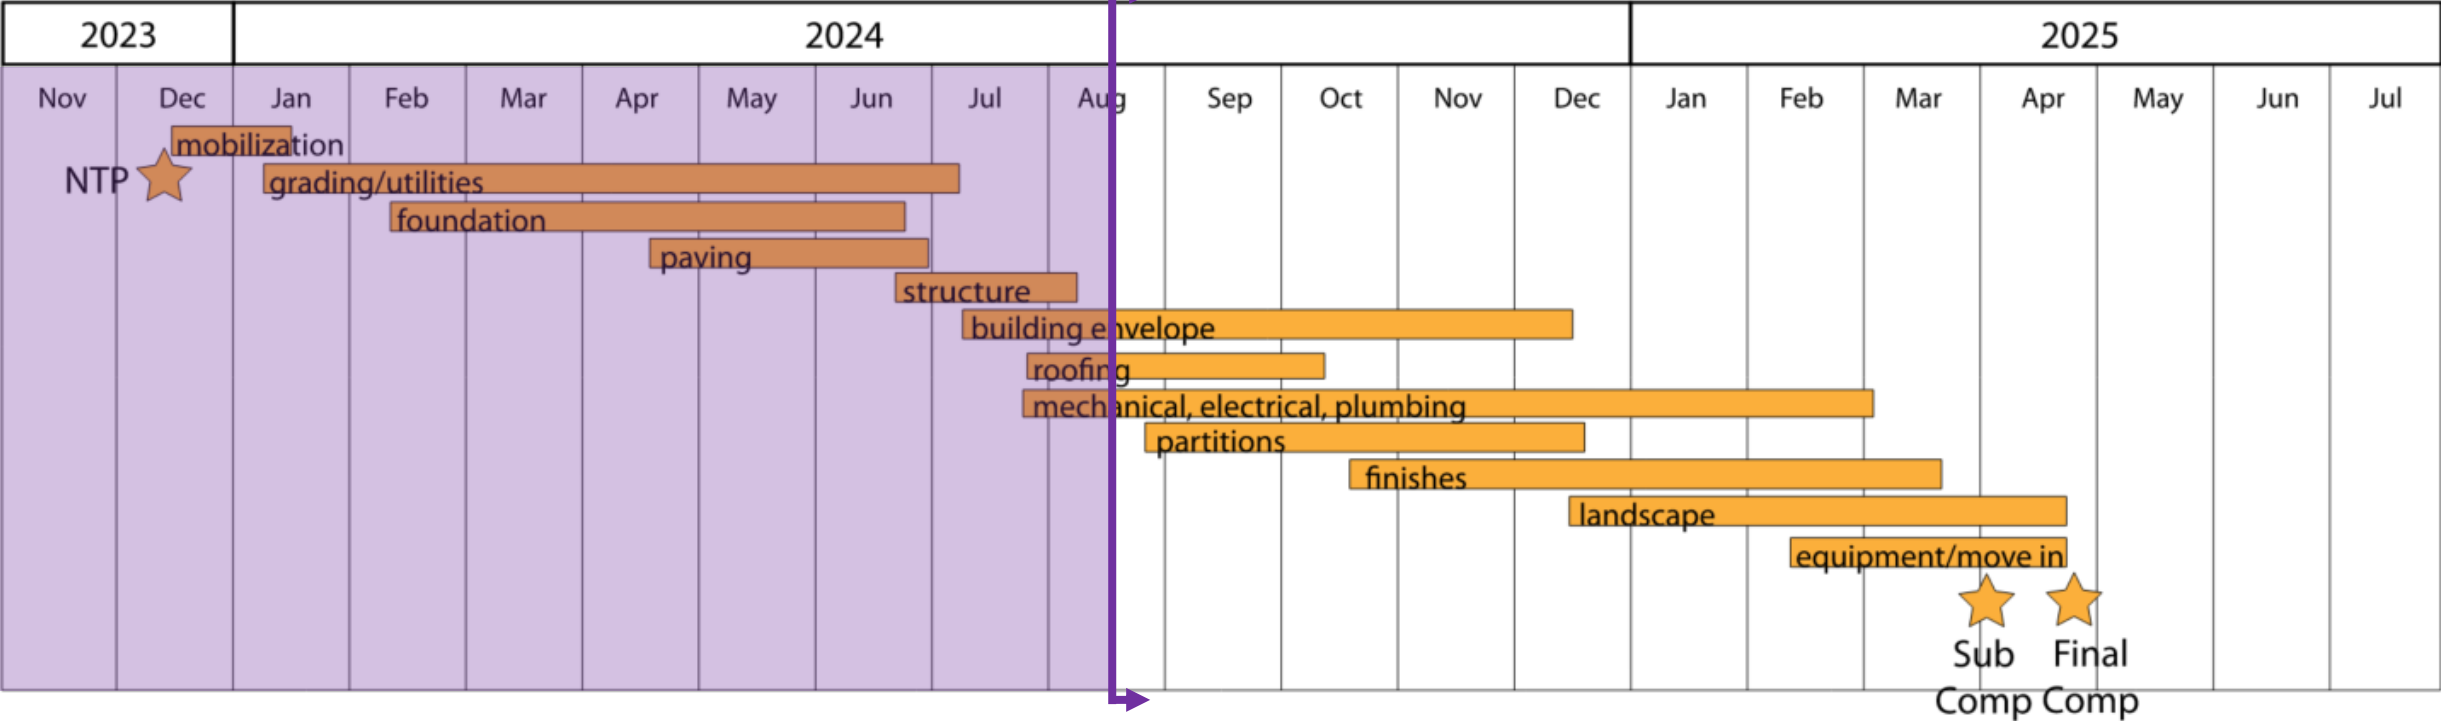 2023 2024 2025
Nov Dec Jan Feb Mar Apr May Jun Jul Aug Sep Oct Nov Dec Jan Feb Mar Apr May Jun Jul
mobilization
NTP grading/utilities
foundation
paving
structure
building envelope
roofing
mechanical, electrical, plumbing
partitions
finishes
landscape
equipment/move in
Sub Final
Comp Comp